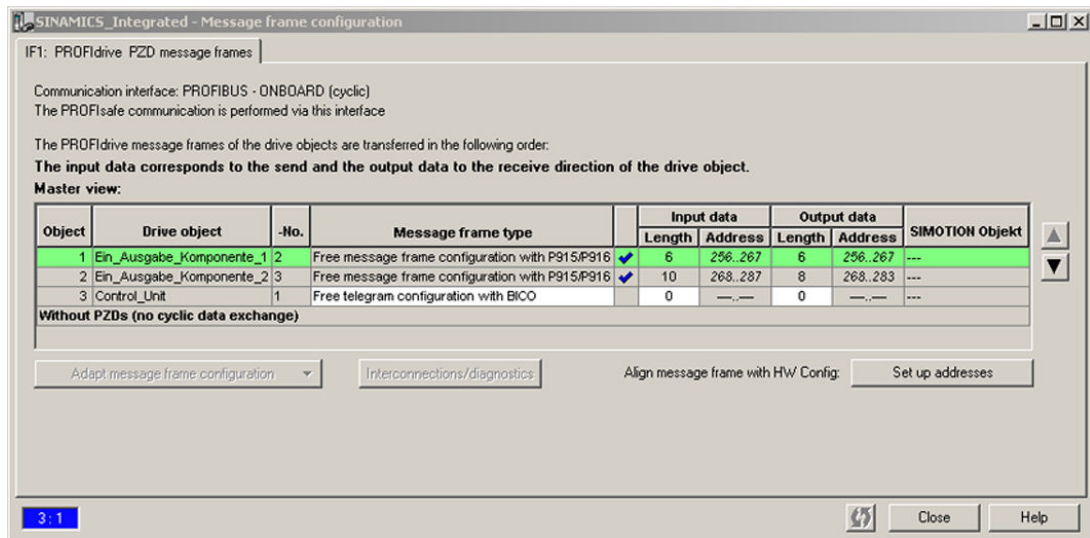 SINAMICS_Integrated - Message frame configuration
IF1: PROFIdrive PZD message frames
Communication interface: PROFIBUS - ONBOARD (cyclic)
The PROFIsafe communication is performed via this interface
The PROFIdrive message frames of the drive objects are transferred in the following order:
The input data corresponds to the send and the output data to the receive direction of the drive object.
Master view:
Object Drive object -No. Message frame type Input data Output data SIMOTION Objekt
Length Address Length Address
1 Ein_Ausgabe_Komponente_1 2 Free message frame configuration with P915/P916 6 256..267 6 256..267 ---
2 Ein_Ausgabe_Komponente_2 3 Free message frame configuration with P915/P916 10 268..287 8 268..283 ---
3 Control_Unit 1 Free telegram configuration with BICO 0 ---..--- 0 ---..--- ---
Without PZDs (no cyclic data exchange)
Adapt message frame configuration Interconnections/diagnostics Align message frame with HW Config: Set up addresses
3 : 1 Close Help